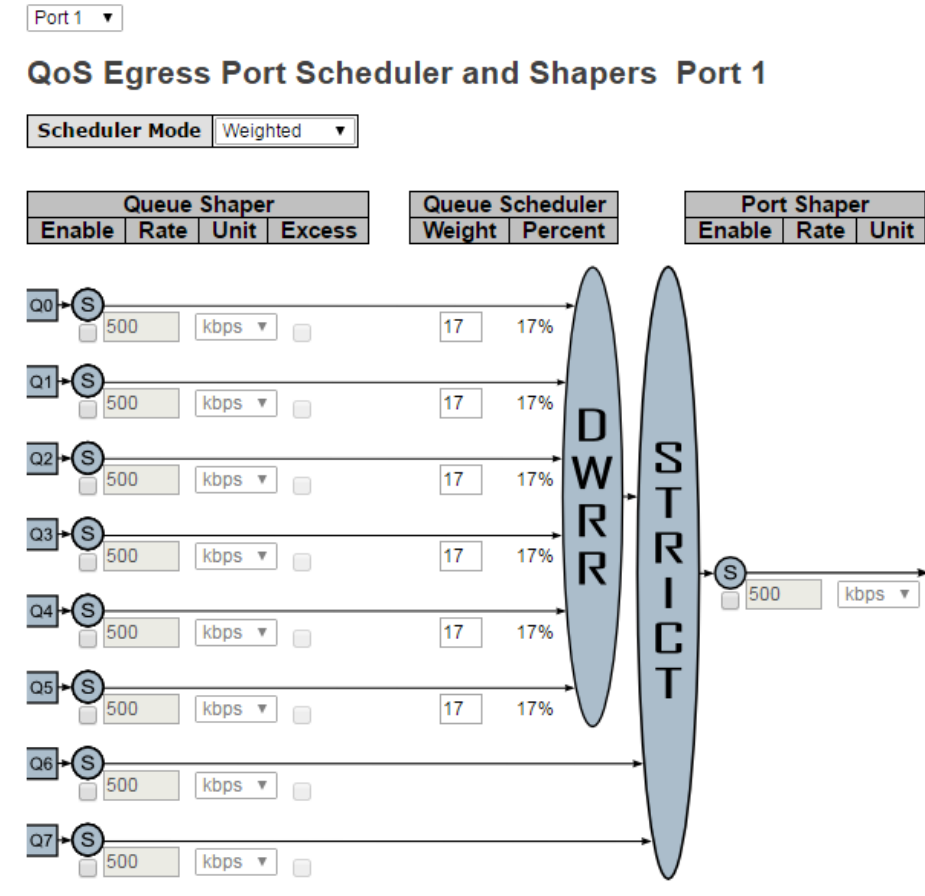 Port 1
QoS Egress Port Scheduler and Shapers Port 1
Scheduler Mode Weighted
Queue Shaper Queue Scheduler Port Shaper
Enable Rate Unit Excess Weight Percent Enable Rate Unit
Q0 S
500 kbps 17 17%
Q1 S
500 kbps 17 17%
Q2 S
500 kbps 17 17%
Q3 S
500 kbps 17 17%
Q4 S
500 kbps 17 17%
Q5 S
500 kbps 17 17%
Q6 S
500 kbps
Q7 S
500 kbps
DWRR
STRICT
S
500 kbps